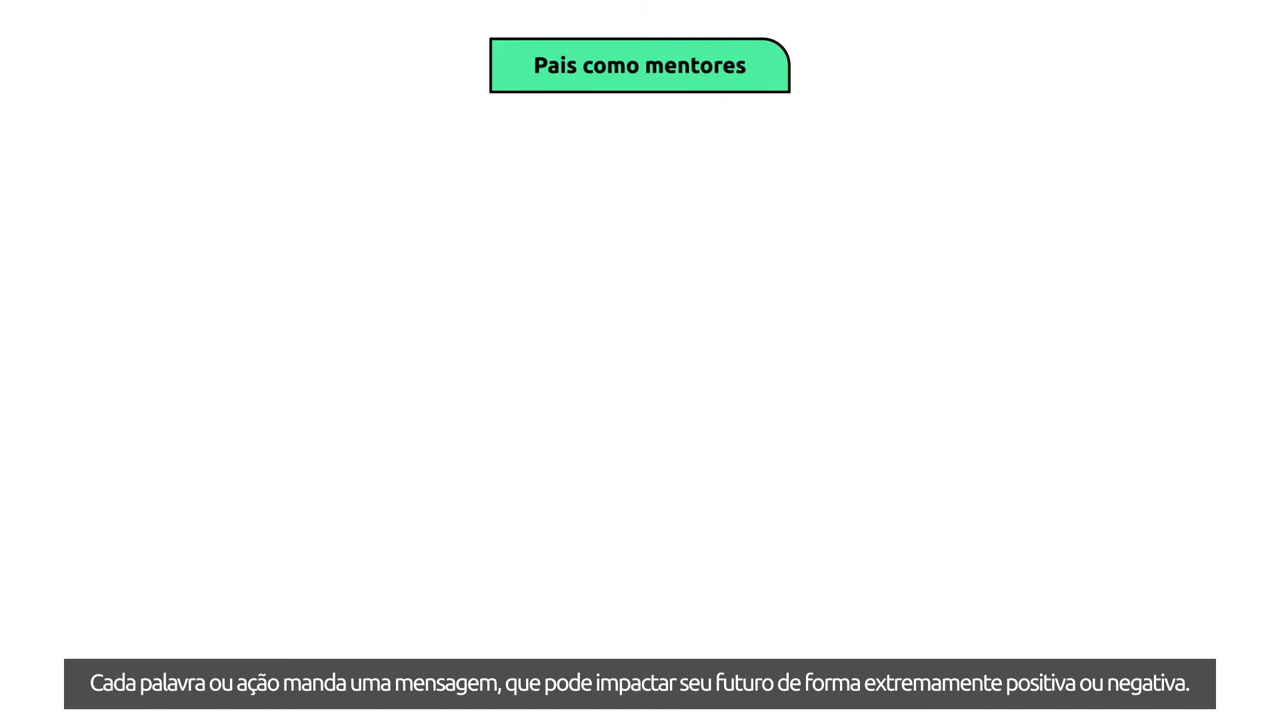 Pais como mentores
Cada palavra ou ação manda uma mensagem, que pode impactar seu futuro de forma extremamente positiva ou negativa.